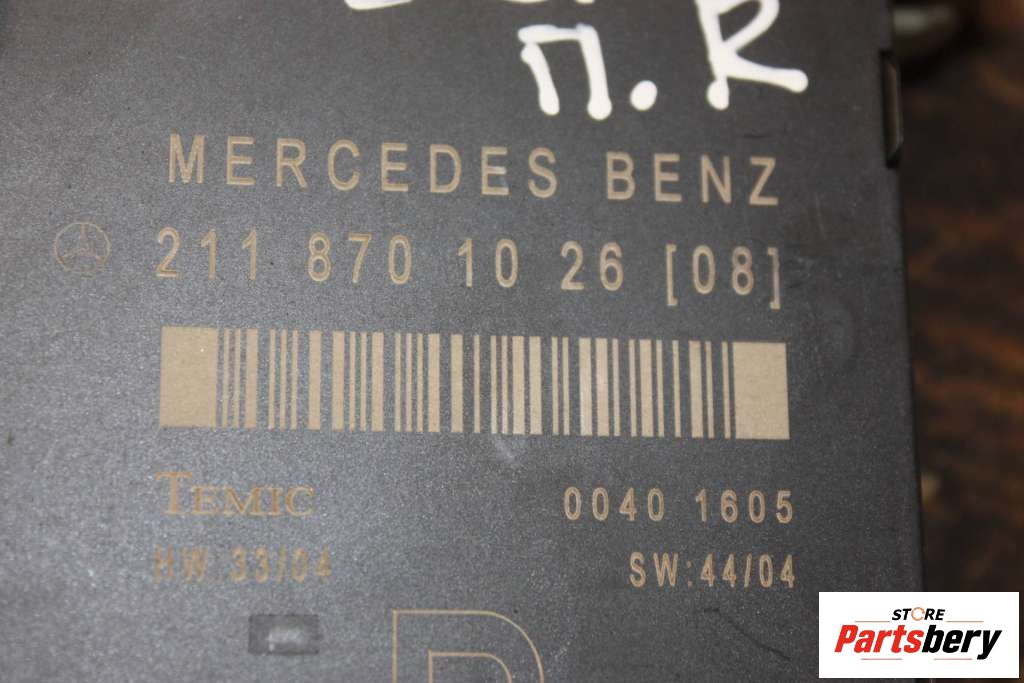 П. R
MERCEDES BENZ
211 870 10 26 [08]
TEMIC
0040 1605
HW:33/04
SW:44/04
STORE
Partsbery